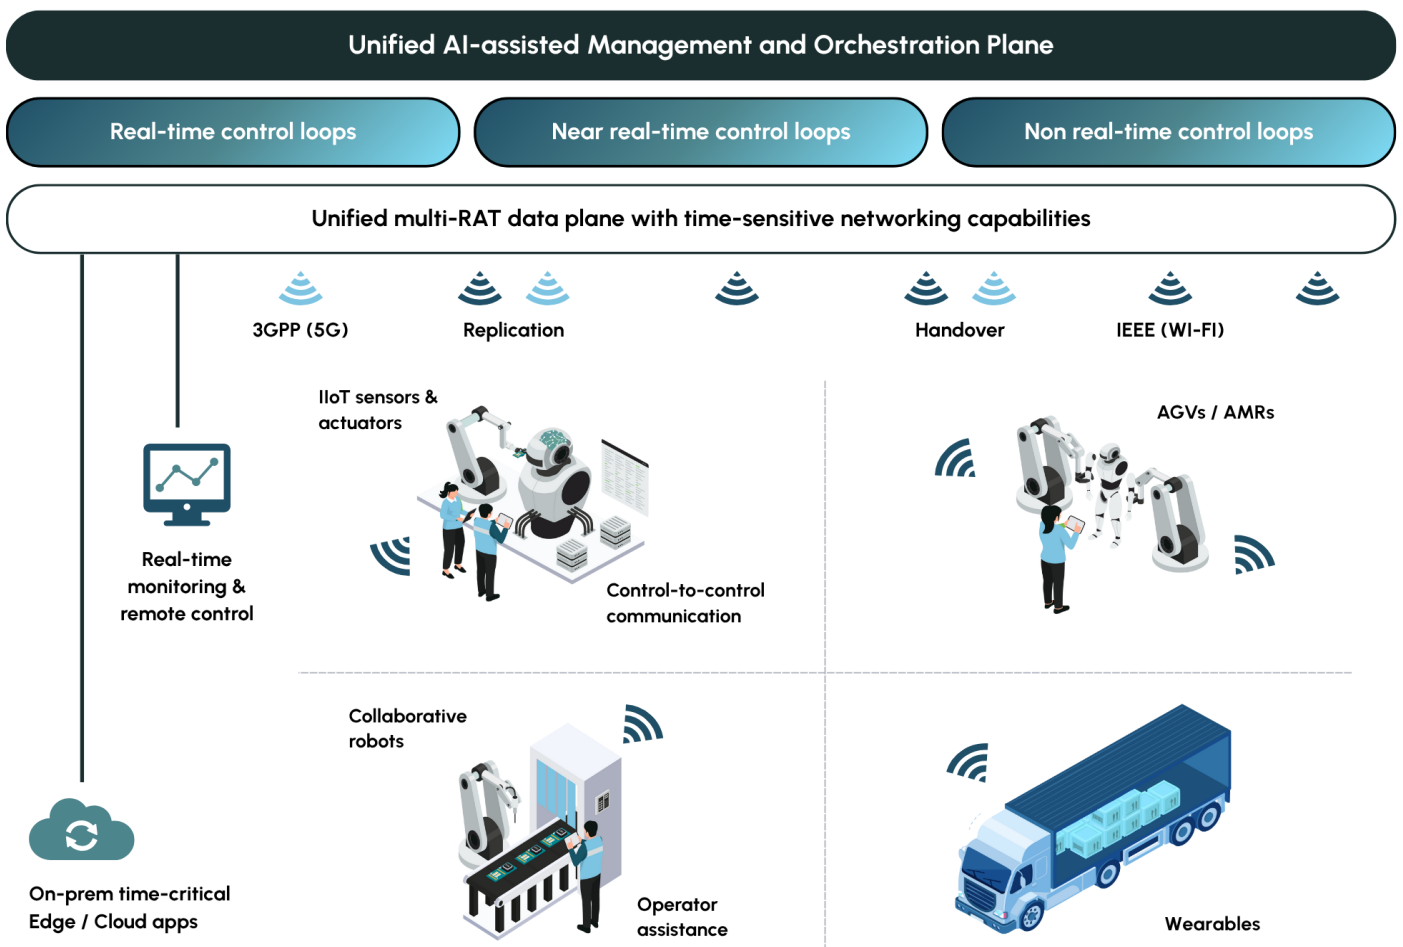 Unified AI-assisted Management and Orchestration Plane
Real-time control loops
Near real-time control loops
Non real-time control loops
Unified multi-RAT data plane with time-sensitive networking capabilities
3GPP (5G)
Replication
Handover
IEEE (WI-FI)
IIoT sensors &
actuators
AGVs / AMRs
Real-time
monitoring &
remote control
Control-to-control
communication
Collaborative
robots
On-prem time-critical
Edge / Cloud apps
Operator
assistance
Wearables